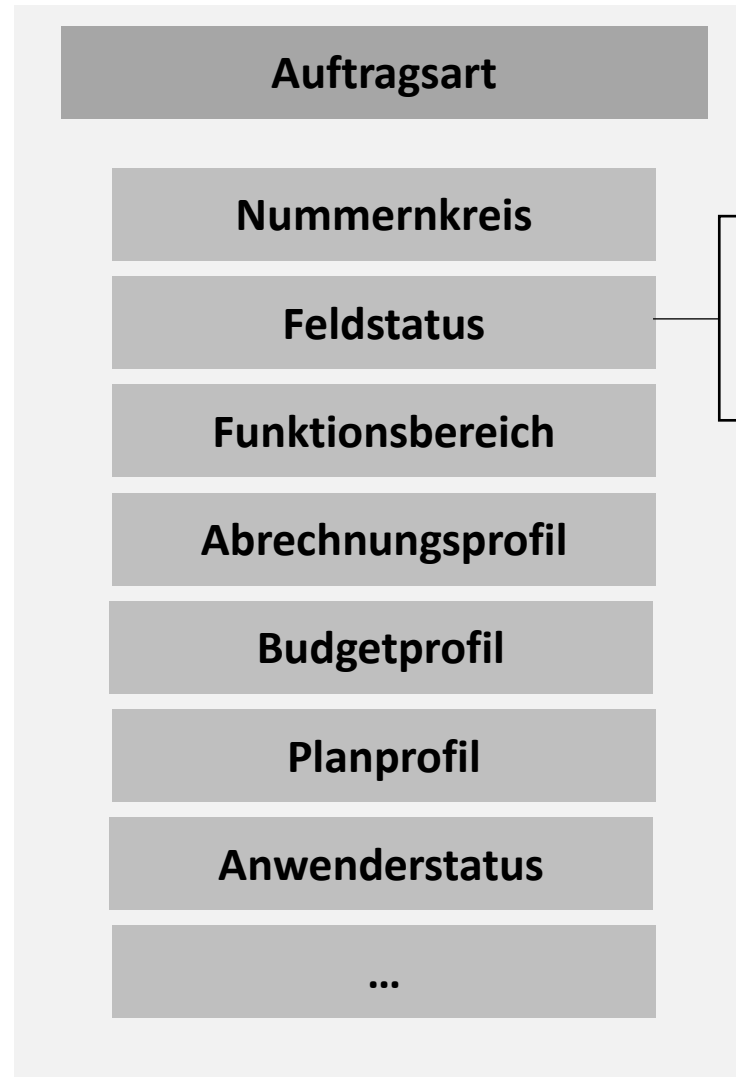 Auftragsart
Nummernkreis
Feldstatus
Funktionsbereich
Abrechnungsprofil
Budgetprofil
Planprofil
Anwenderstatus
...